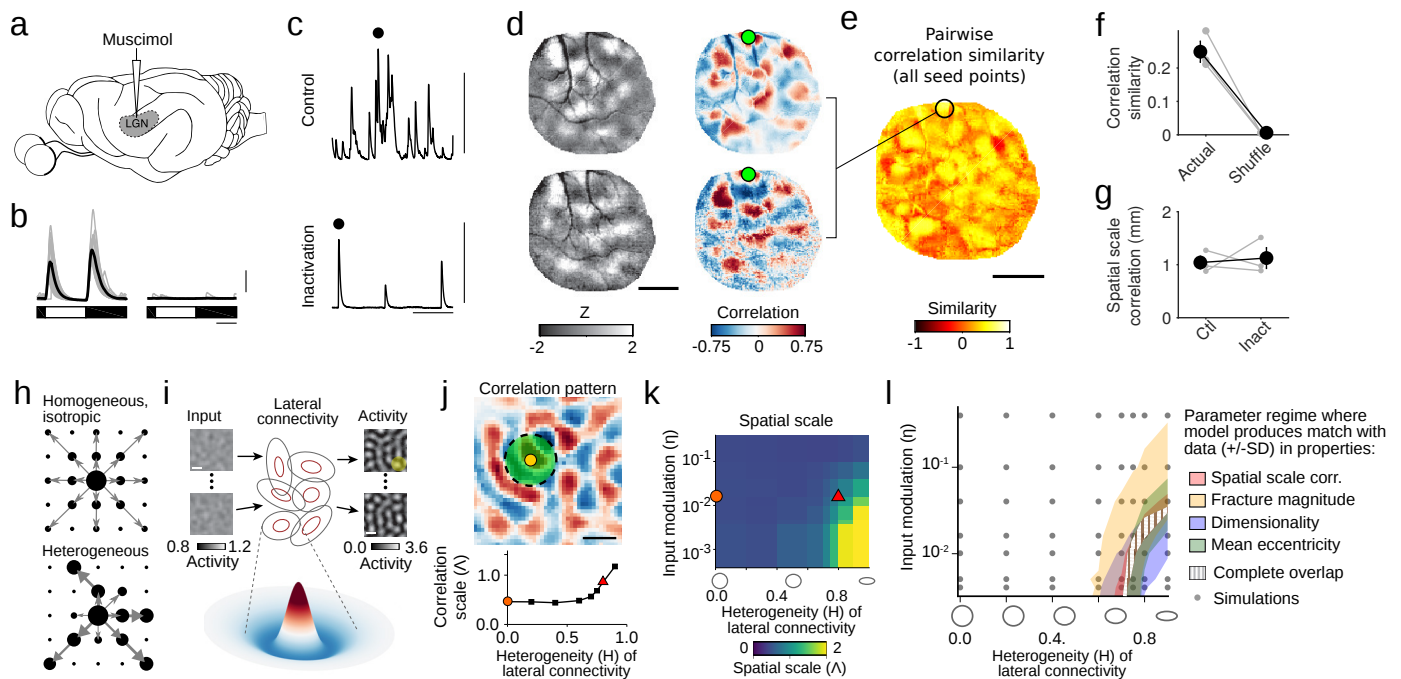 a
Muscimol
LGN
b
c
Control
Inactivation
d
Z
-2
2
Correlation
-0.75
0
0.75
e
Pairwise
correlation similarity
(all seed points)
Similarity
-1
0
1
f
Correlation
similarity
0.2
0.1
0
Actual
Shuffle
g
Spatial scale
correlation (mm)
2
1
0
Ctl
Inact
h
Homogeneous,
isotropic
Heterogeneous
i
Input
Lateral
connectivity
Activity
0.8
1.2
Activity
0.0
3.6
Activity
j
Correlation pattern
Correlation
scale (Λ)
1.0
0.0
0.0
0.5
1.0
Heterogeneity (H) of
lateral connectivity
k
Spatial scale
Input modulation (η)
10-1
10-2
10-3
0.0
0.4
0.8
Heterogeneity (H) of
lateral connectivity
0
2
Spatial scale (Λ)
l
Input modulation (η)
10-1
10-2
0.0
0.4
0.8
Heterogeneity (H) of
lateral connectivity
Parameter regime where
model produces match with
data (+/-SD) in properties:
Spatial scale corr.
Fracture magnitude
Dimensionality
Mean eccentricity
Complete overlap
Simulations